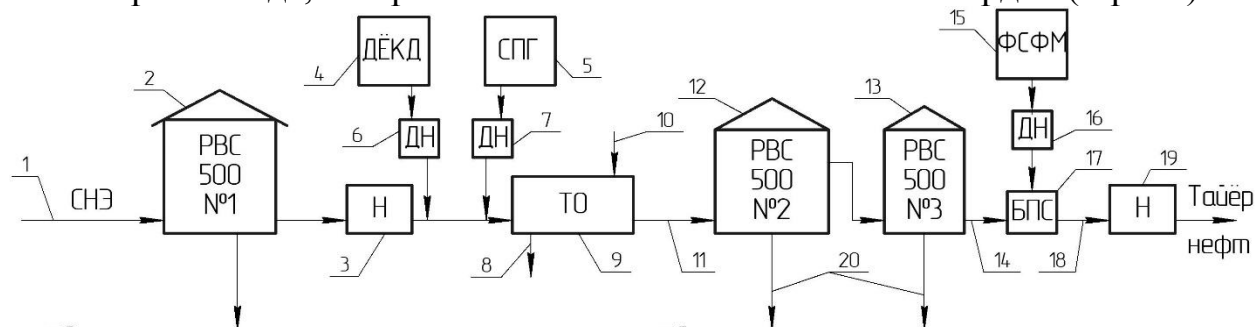 15
ДЁКД
СПГ
ФСФМ
4
5
2
12
13
6
ДН
ДН
7
10
ДН
16
1
СНЭ
РВС
500
№1
Н
ТО
РВС
500
№2
РВС
500
№3
17
БПС
19
Н
Тайёр
нефт
3
8
9
11
20
14
18